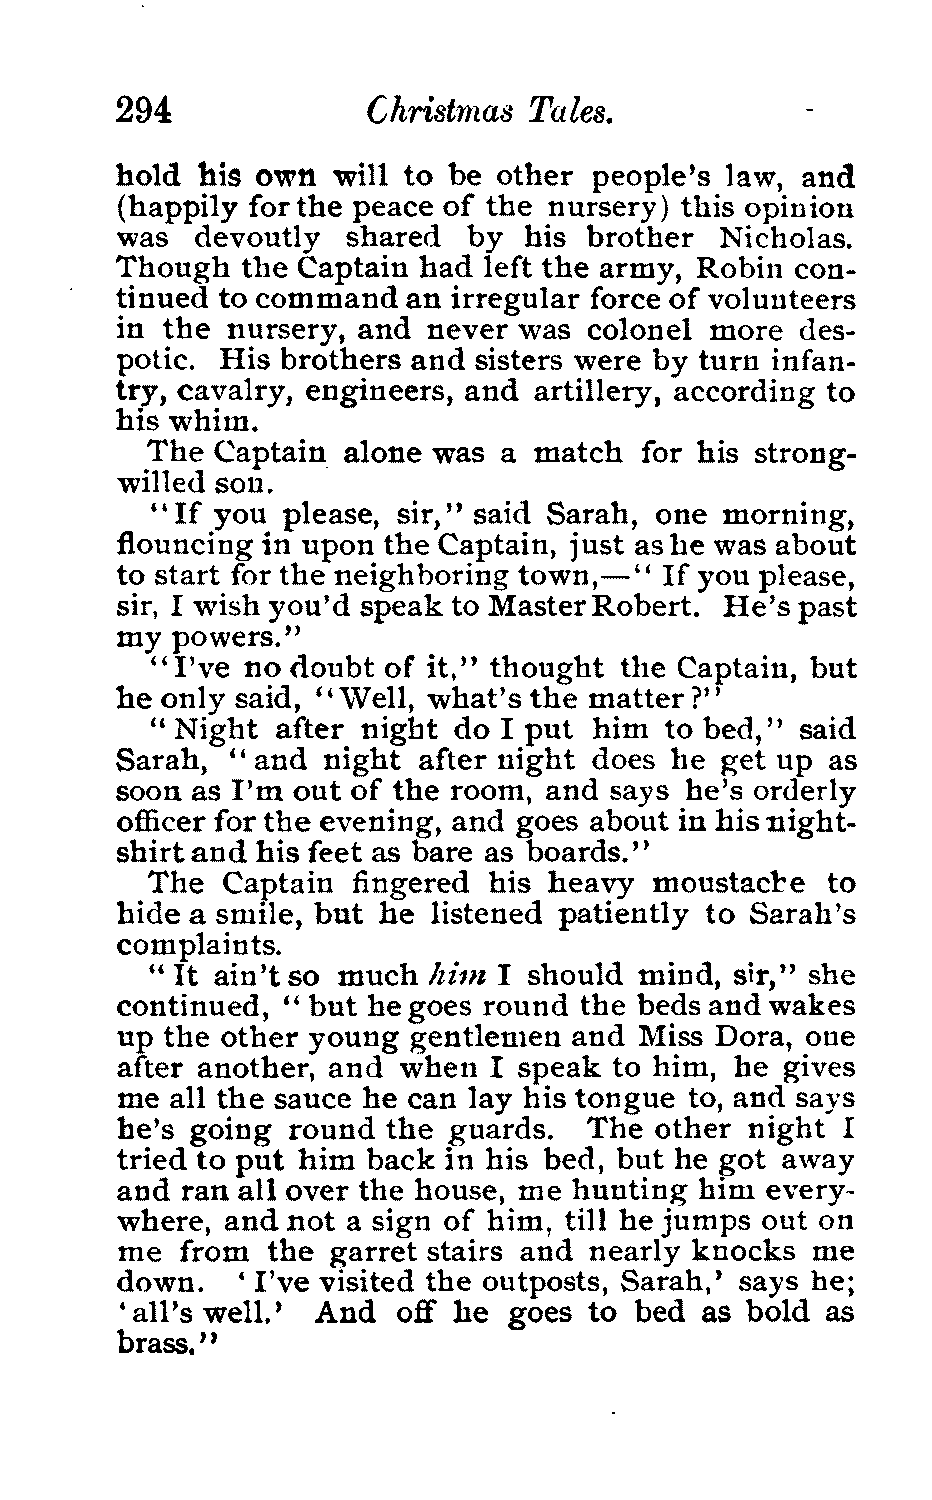 294 Christmas Tales.
hold his own will to be other people's law, and
(happily for the peace of the nursery) this opinion
was devoutly shared by his brother Nicholas.
Though the Captain had left the army, Robin con-
tinued to command an irregular force of volunteers
in the nursery, and never was colonel more des-
potic. His brothers and sisters were by turn infan-
try, cavalry, engineers, and artillery, according to
his whim.
The Captain alone was a match for his strong-
willed son.
"If you please, sir," said Sarah, one morning,
flouncing in upon the Captain, just as he was about
to start for the neighboring town,—"If you please,
sir, I wish you'd speak to Master Robert. He's past
my powers."
"I've no doubt of it," thought the Captain, but
he only said, "Well, what's the matter?"
"Night after night do I put him to bed," said
Sarah, "and night after night does he get up as
soon as I'm out of the room, and says he's orderly
officer for the evening, and goes about in his night-
shirt and his feet as bare as boards."
The Captain fingered his heavy moustache to
hide a smile, but he listened patiently to Sarah's
complaints.
"It ain't so much him I should mind, sir," she
continued, "but he goes round the beds and wakes
up the other young gentlemen and Miss Dora, one
after another, and when I speak to him, he gives
me all the sauce he can lay his tongue to, and says
he's going round the guards. The other night I
tried to put him back in his bed, but he got away
and ran all over the house, me hunting him every-
where, and not a sign of him, till he jumps out on
me from the garret stairs and nearly knocks me
down. 'I've visited the outposts, Sarah,' says he;
'all's well.' And off he goes to bed as bold as
brass."